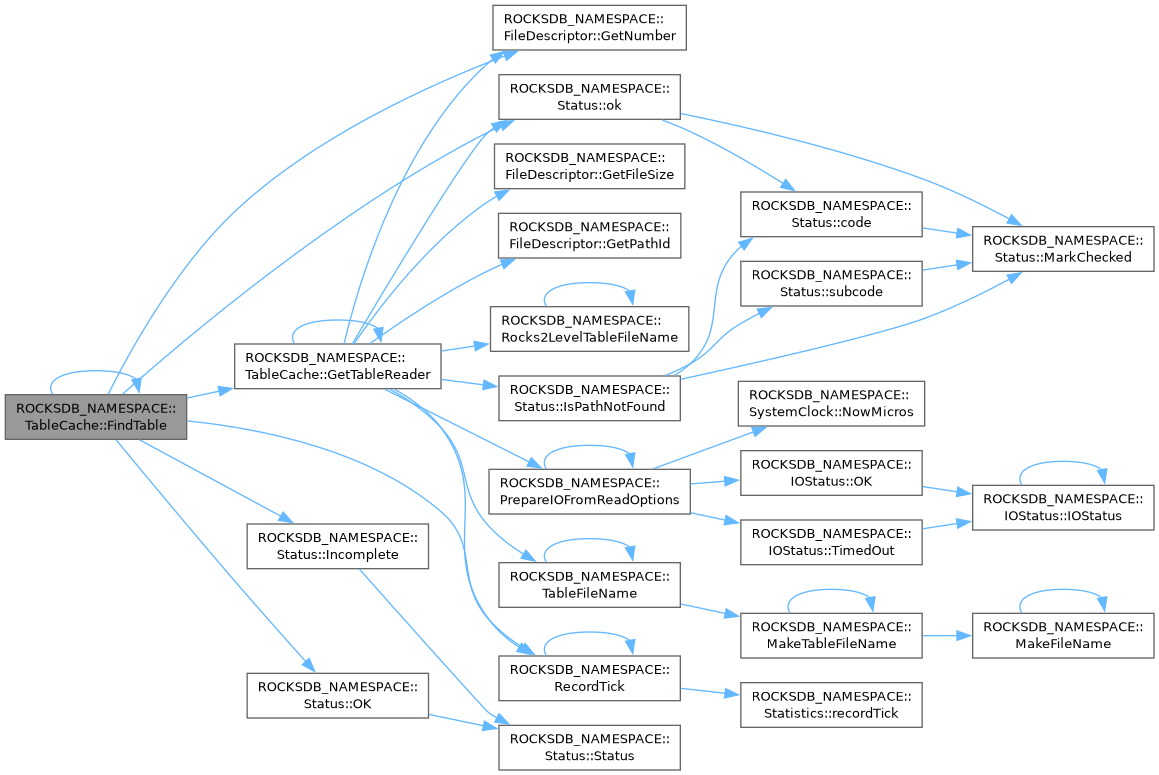 ROCKSDB_NAMESPACE::
FileDescriptor::GetNumber
ROCKSDB_NAMESPACE::
Status::ok
ROCKSDB_NAMESPACE::
FileDescriptor::GetFileSize
ROCKSDB_NAMESPACE::
Status::code
ROCKSDB_NAMESPACE::
FileDescriptor::GetPathId
ROCKSDB_NAMESPACE::
Status::MarkChecked
ROCKSDB_NAMESPACE::
Status::subcode
ROCKSDB_NAMESPACE::
Rocks2LevelTableFileName
ROCKSDB_NAMESPACE::
TableCache::GetTableReader
ROCKSDB_NAMESPACE::
Status::IsPathNotFound
ROCKSDB_NAMESPACE::
SystemClock::NowMicros
ROCKSDB_NAMESPACE::
TableCache::FindTable
ROCKSDB_NAMESPACE::
IOStatus::OK
ROCKSDB_NAMESPACE::
PrepareIOFromReadOptions
ROCKSDB_NAMESPACE::
IOStatus::IOStatus
ROCKSDB_NAMESPACE::
Status::Incomplete
ROCKSDB_NAMESPACE::
IOStatus::TimedOut
ROCKSDB_NAMESPACE::
TableFileName
ROCKSDB_NAMESPACE::
MakeTableFileName
ROCKSDB_NAMESPACE::
MakeFileName
ROCKSDB_NAMESPACE::
RecordTick
ROCKSDB_NAMESPACE::
Status::OK
ROCKSDB_NAMESPACE::
Statistics::recordTick
ROCKSDB_NAMESPACE::
Status::Status